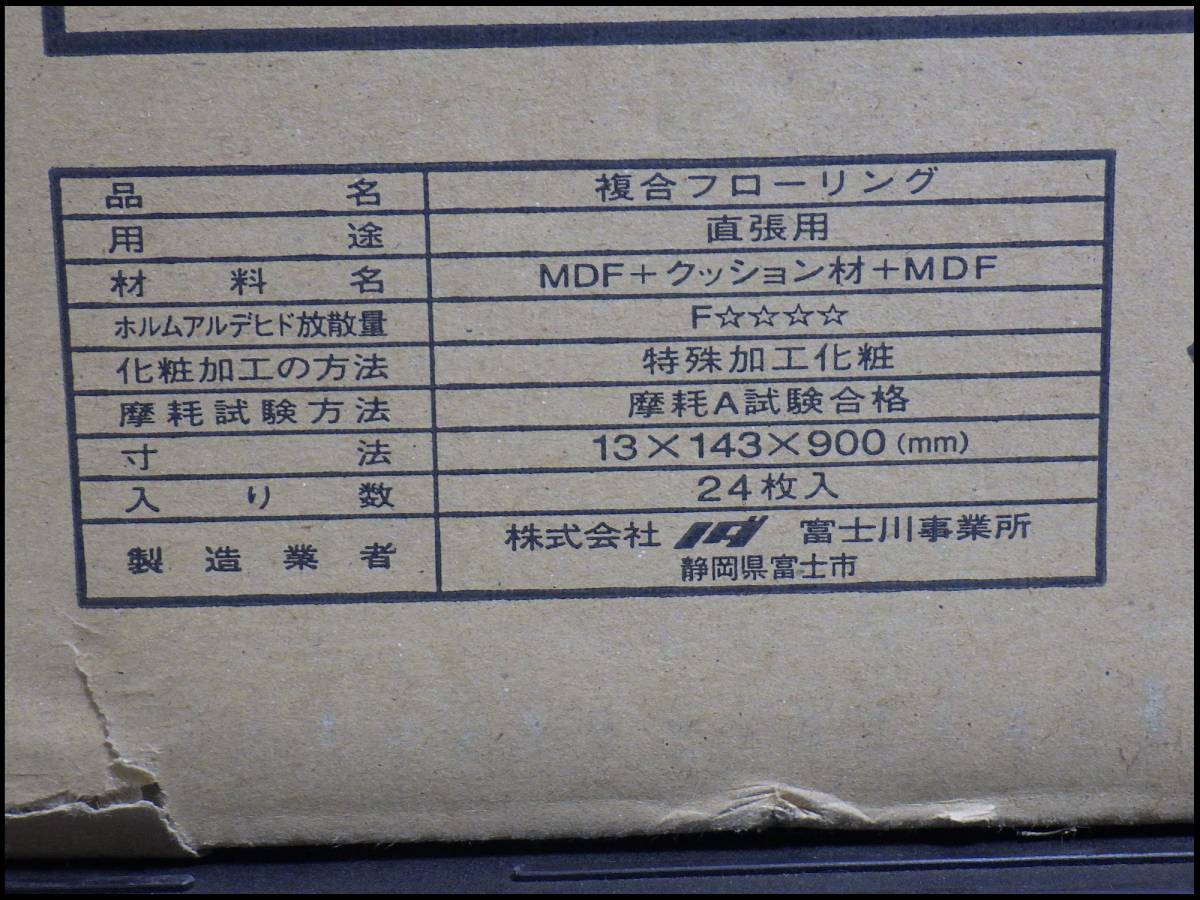 品名 複合フローリング
用途 直張用
材料名 MDF+クッション材+MDF
ホルムアルデヒド放散量 F☆☆☆☆
化粧加工の方法 特殊加工化粧
摩耗試験方法 摩耗A試験合格
寸法 13×143×900(mm)
入り数 24枚入
製造業者 株式会社 ノダ 富士川事業所
静岡県富士市